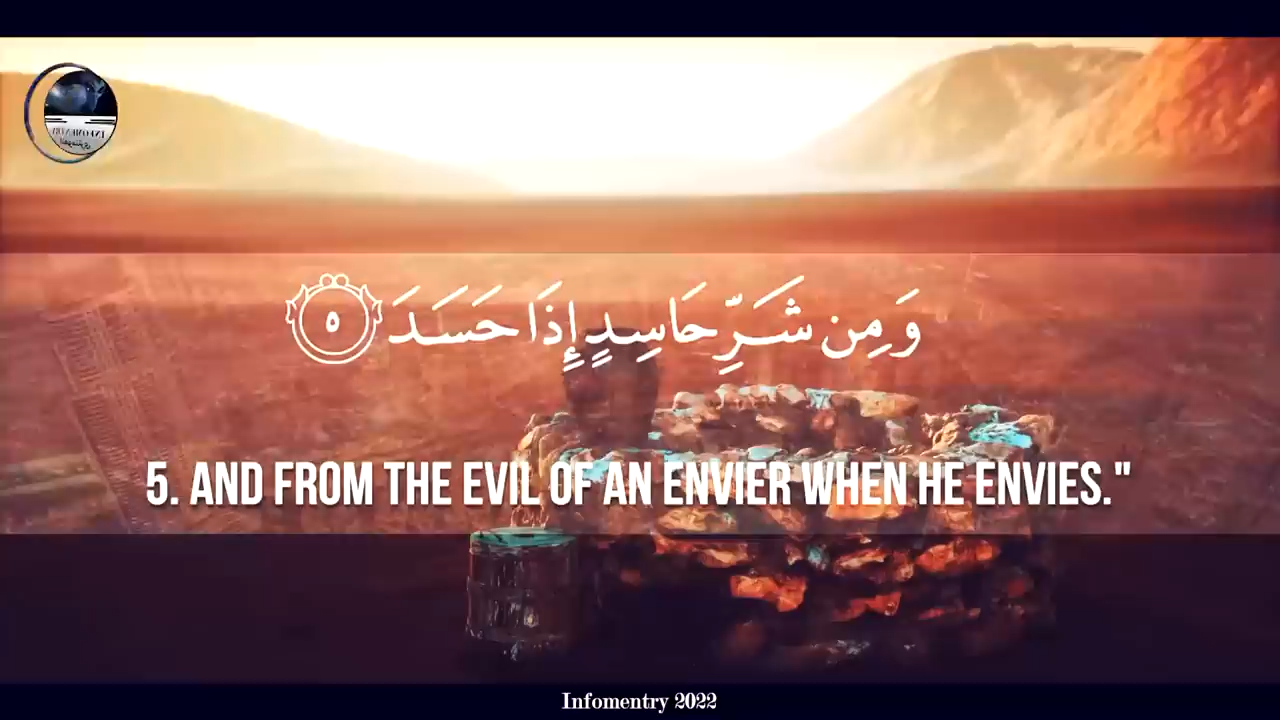 وَمِن شَرِّ حَاسِدٍ إِذَا حَسَدَ ٥
5. AND FROM THE EVIL OF AN ENVIER WHEN HE ENVIES."
Infomentry 2022